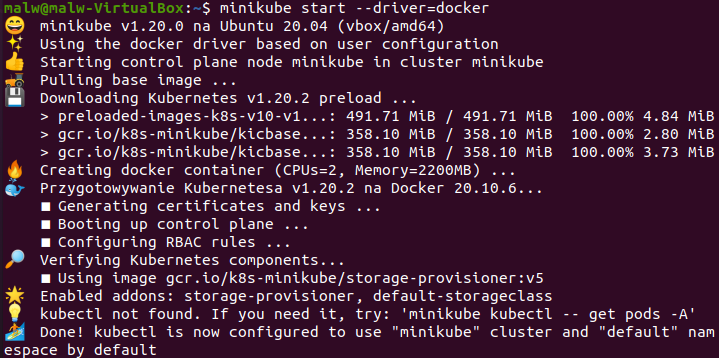 malw@malw-VirtualBox:~$ minikube start --driver=docker
😄 minikube v1.20.0 na Ubuntu 20.04 (vbox/amd64)
✨ Using the docker driver based on user configuration
👍 Starting control plane node minikube in cluster minikube
🚜 Pulling base image ...
💾 Downloading Kubernetes v1.20.2 preload ...
> preloaded-images-k8s-v10-v1...: 491.71 MiB / 491.71 MiB 100.00% 4.84 MiB
> gcr.io/k8s-minikube/kicbase...: 358.10 MiB / 358.10 MiB 100.00% 2.80 MiB
> gcr.io/k8s-minikube/kicbase...: 358.10 MiB / 358.10 MiB 100.00% 3.73 MiB
🔥 Creating docker container (CPUs=2, Memory=2200MB) ...
🐳 Przygotowywanie Kubernetesa v1.20.2 na Docker 20.10.6...
▪ Generating certificates and keys ...
▪ Booting up control plane ...
▪ Configuring RBAC rules ...
🔎 Verifying Kubernetes components...
▪ Using image gcr.io/k8s-minikube/storage-provisioner:v5
🌟 Enabled addons: storage-provisioner, default-storageclass
💡 kubectl not found. If you need it, try: 'minikube kubectl -- get pods -A'
🏄 Done! kubectl is now configured to use "minikube" cluster and "default" nam
espace by default